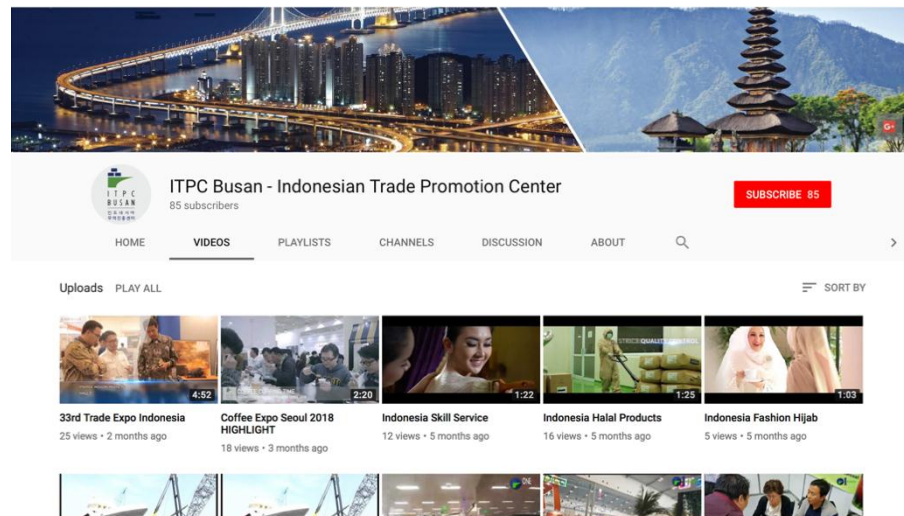 G+
ITPC
BUSAN
ITPC Busan - Indonesian Trade Promotion Center
85 subscribers
SUBSCRIBE 85
HOME VIDEOS PLAYLISTS CHANNELS DISCUSSION ABOUT
Uploads PLAY ALL
SORT BY
QUALITY CONTROL
4:52 2:20 1:22 1:25 1:03
33rd Trade Expo Indonesia
25 views • 2 months ago
Coffee Expo Seoul 2018
HIGHLIGHT
18 views • 3 months ago
Indonesia Skill Service
12 views • 5 months ago
Indonesia Halal Products
16 views • 5 months ago
Indonesia Fashion Hijab
5 views • 5 months ago